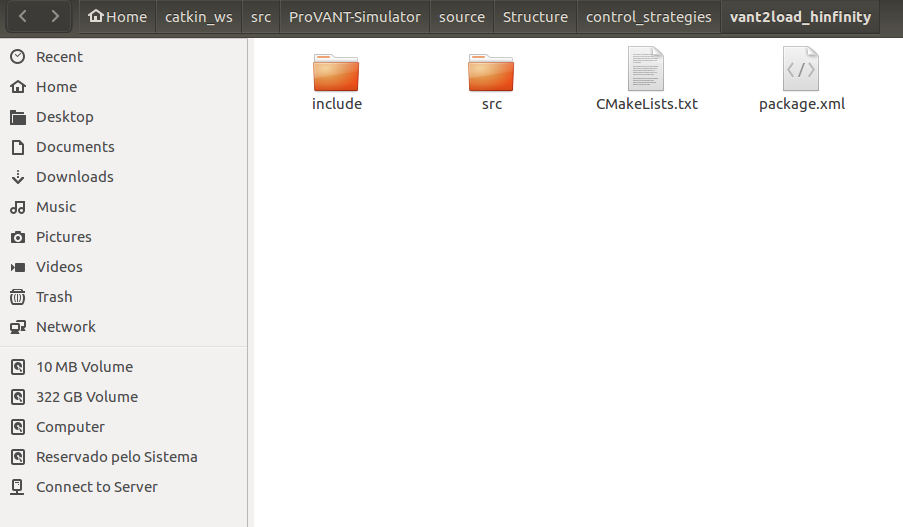 Home catkin_ws src ProVANT-Simulator source Structure control_strategies vant2load_hinfinity
Recent
Home
Desktop
Documents
Downloads
Music
Pictures
Videos
Trash
Network
10 MB Volume
322 GB Volume
Computer
Reservado pelo Sistema
Connect to Server
include src CMakeLists.txt package.xml